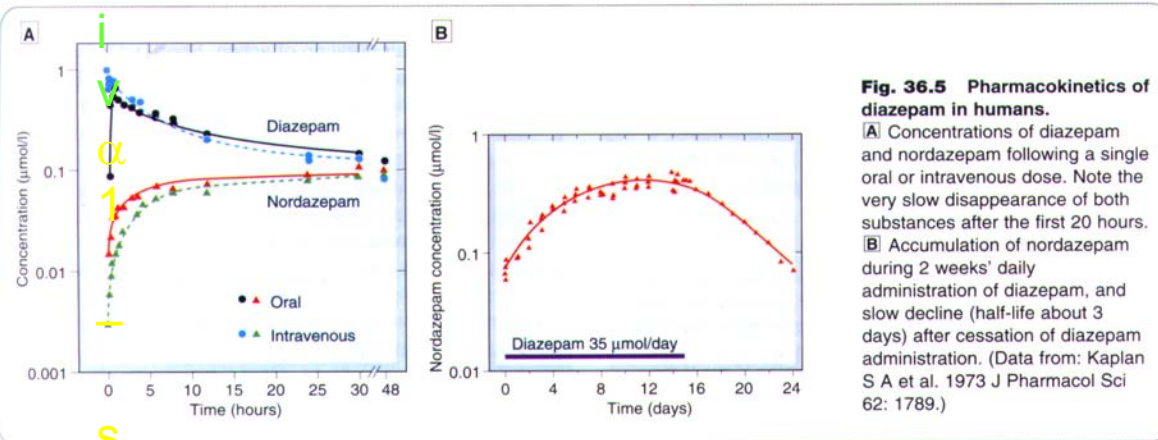 A
B
i
v
α
1
s
Concentration (μmol/l)
1
0.1
0.01
0.001
Diazepam
Nordazepam
Oral
Intravenous
0 5 10 15 20 25 30 48
Time (hours)
Nordazepam concentration (μmol/l)
1
0.1
0.01
Diazepam 35 μmol/day
0 4 8 12 16 20 24
Time (days)
Fig. 36.5 Pharmacokinetics of
diazepam in humans.
A Concentrations of diazepam
and nordazepam following a single
oral or intravenous dose. Note the
very slow disappearance of both
substances after the first 20 hours.
B Accumulation of nordazepam
during 2 weeks' daily
administration of diazepam, and
slow decline (half-life about 3
days) after cessation of diazepam
administration. (Data from: Kaplan
S A et al. 1973 J Pharmacol Sci
62: 1789.)